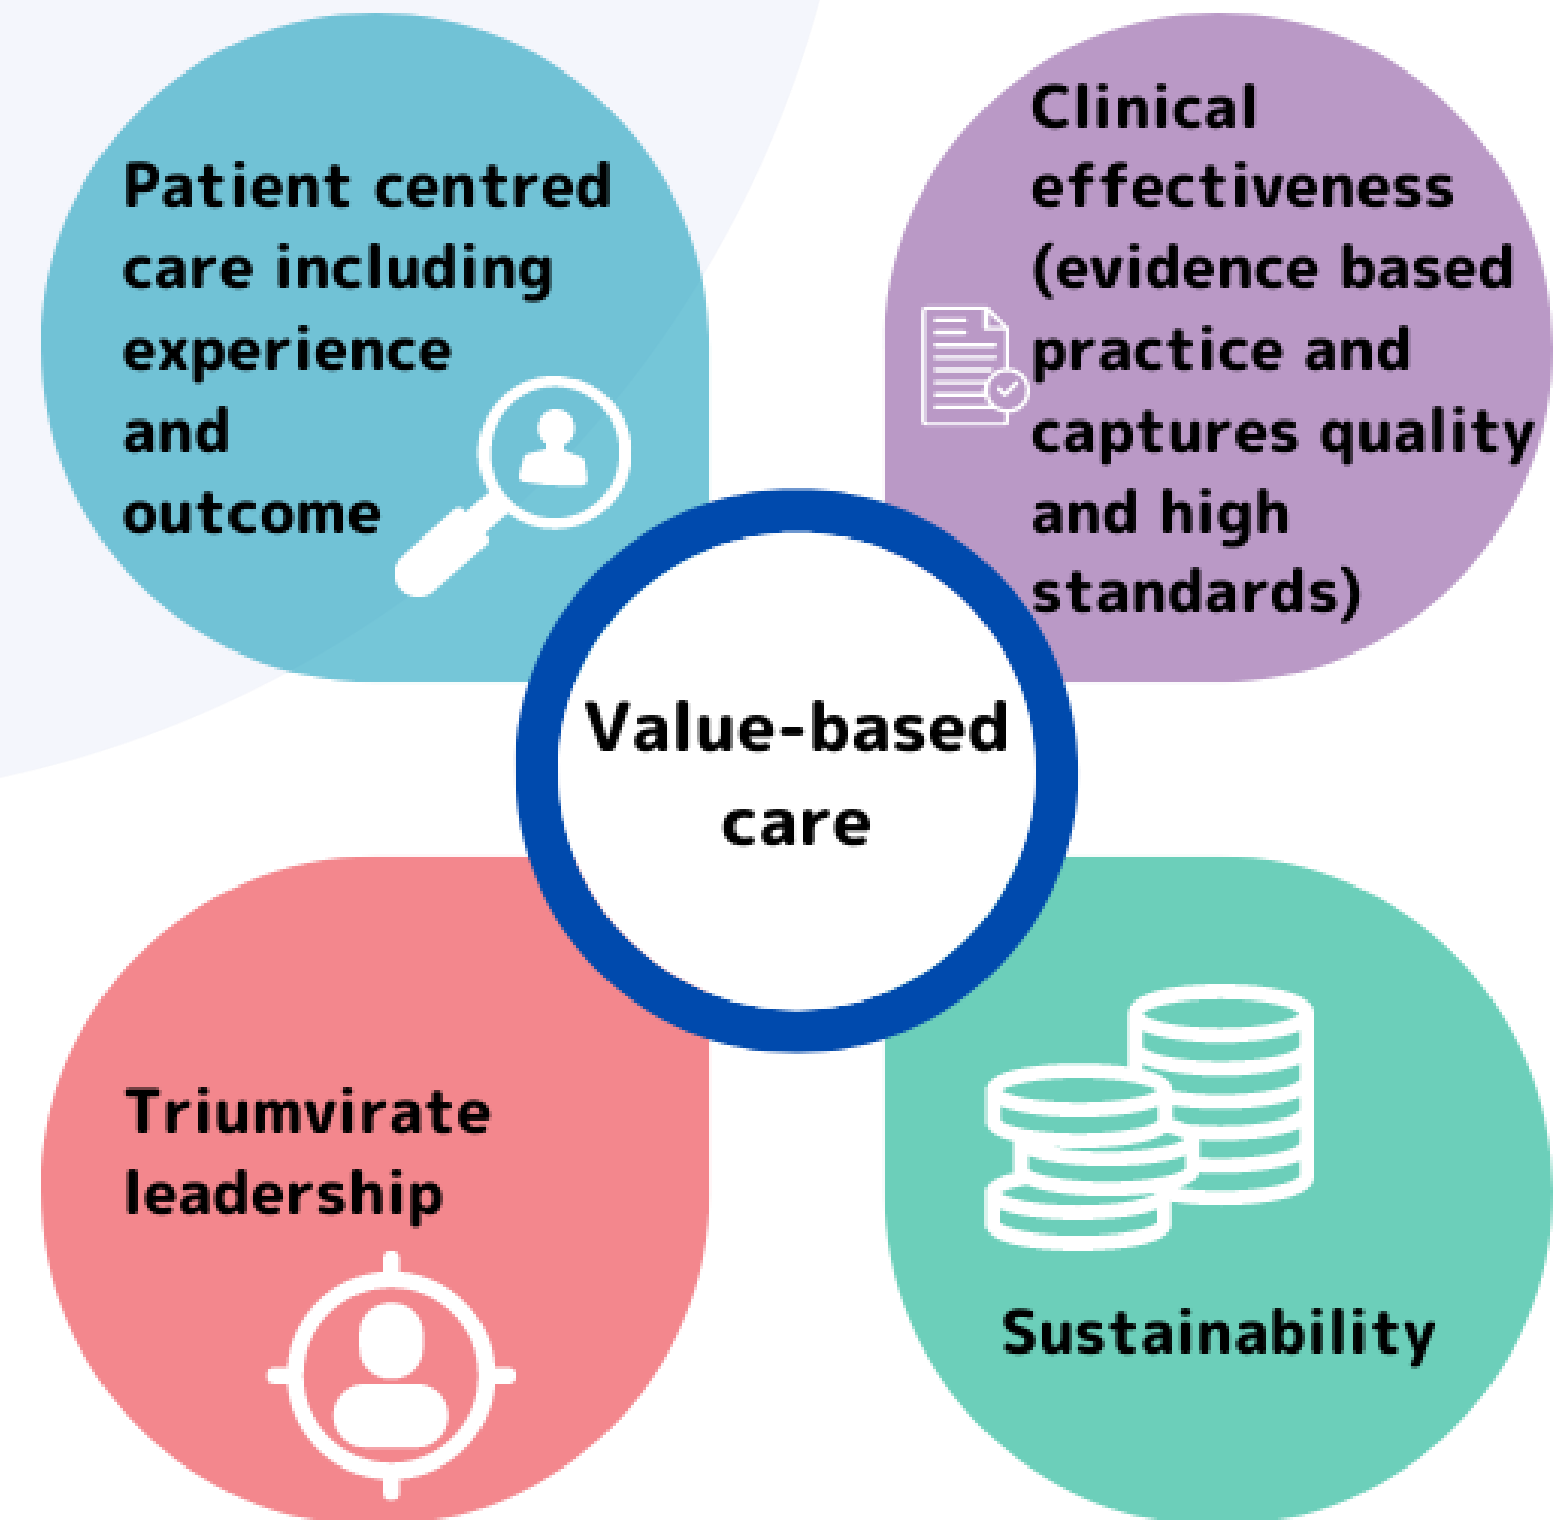 Patient centred
care including
experience
and
outcome
Clinical
effectiveness
(evidence based
practice and
captures quality
and high
standards)
Value-based
care
Triumvirate
leadership
Sustainability